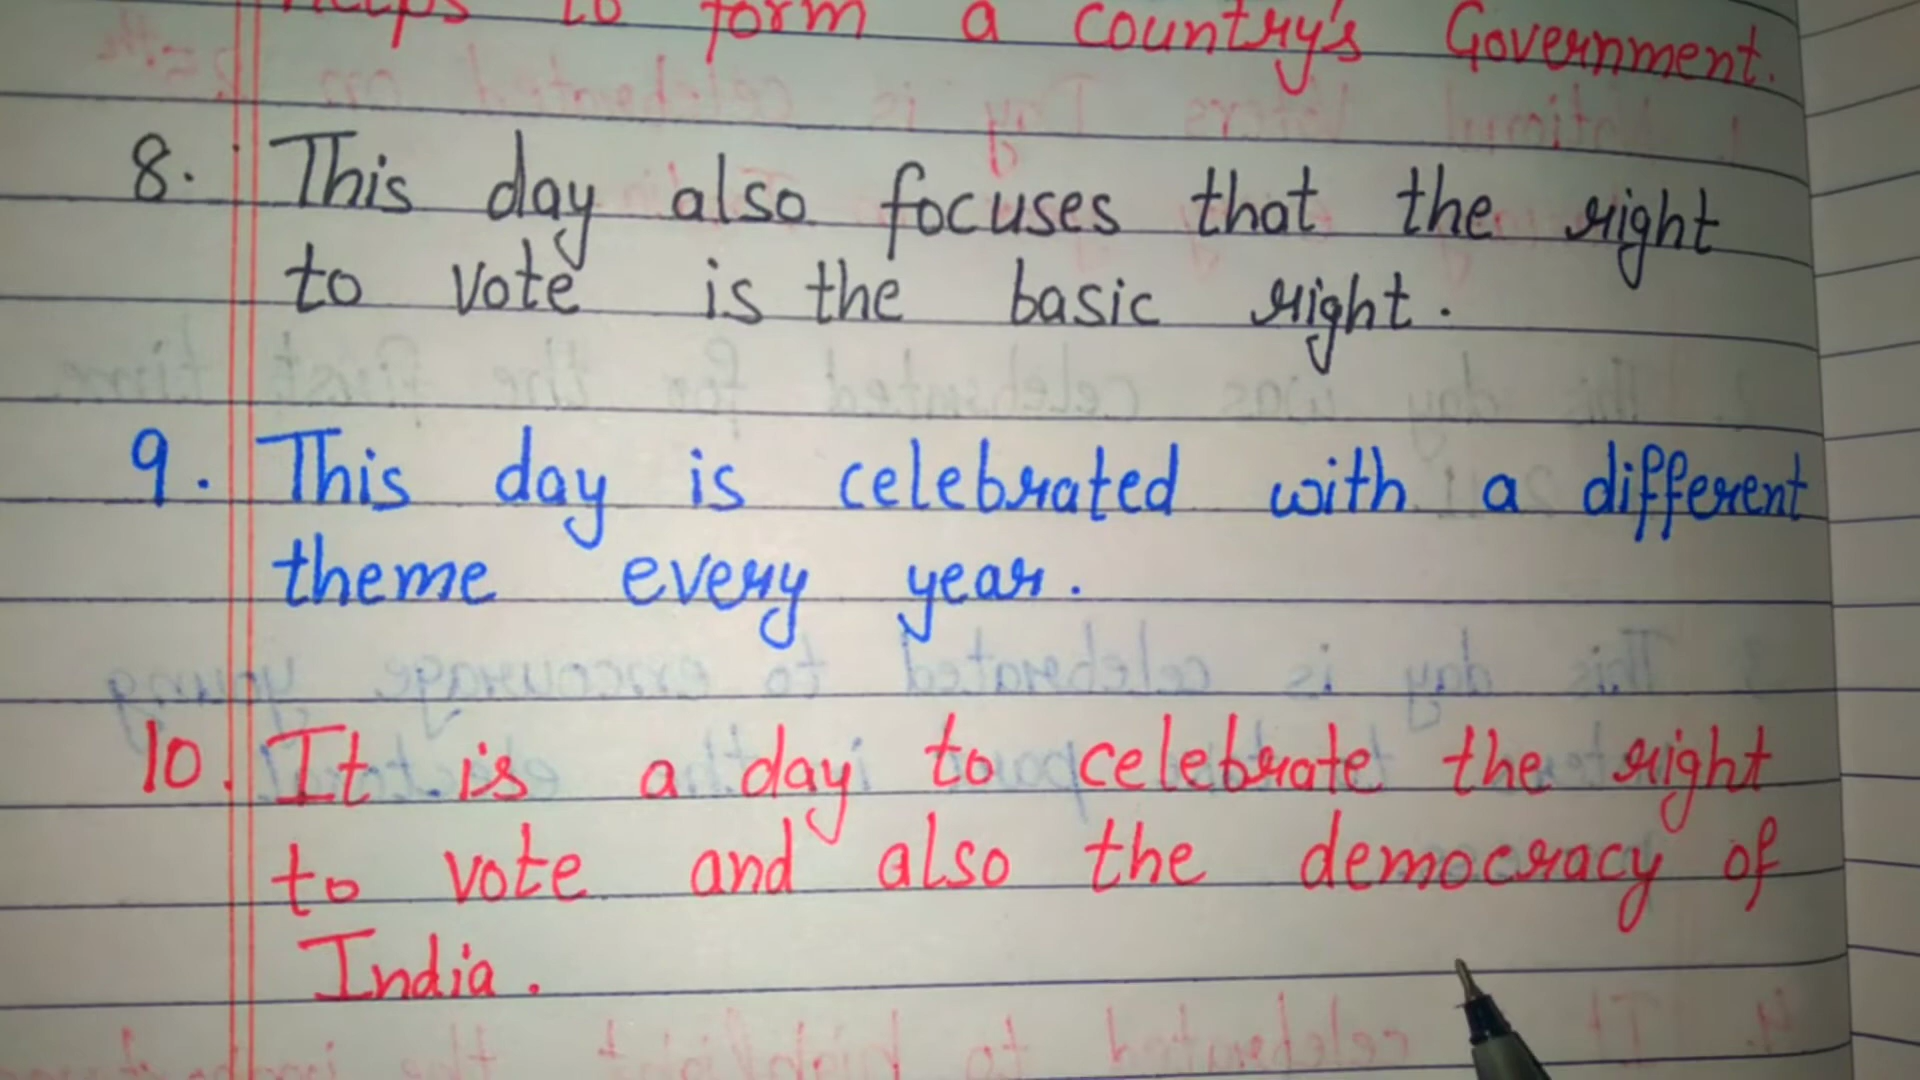 helps to form a country's Government.
8. This day also focuses that the right
to vote is the basic right.
9. This day is celebrated with a different
theme every year.
10. It is a day to celebrate the right
to vote and also the democracy of
India.